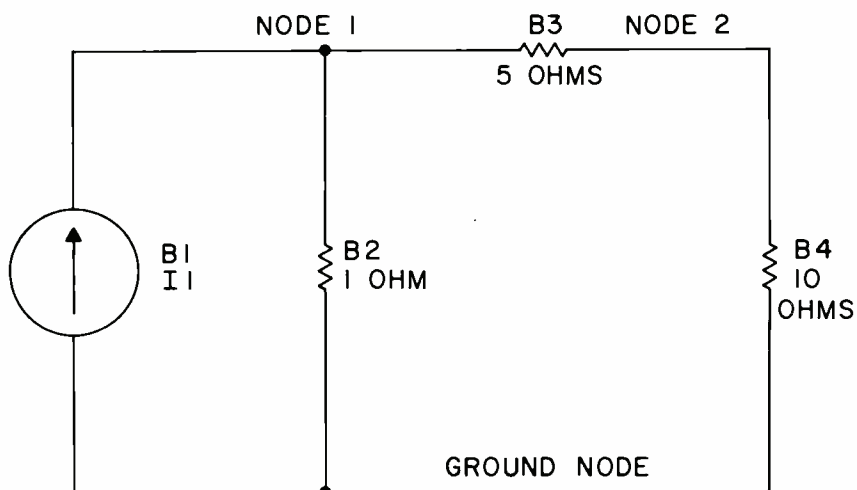 NODE 1
B3
5 OHMS
NODE 2
B1
I1
B2
1 OHM
B4
10
OHMS
GROUND NODE